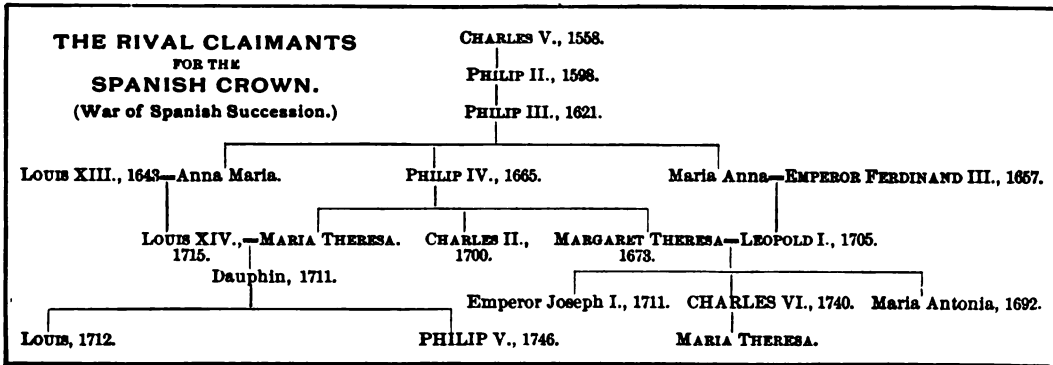 THE RIVAL CLAIMANTS
FOR THE
SPANISH CROWN.
(War of Spanish Succession.)
CHARLES V., 1558.
PHILIP II., 1598.
PHILIP III., 1621.
LOUIS XIII., 1643=Anna Maria. PHILIP IV., 1665. Maria Anna=EMPEROR FERDINAND III., 1657.
LOUIS XIV.,=MARIA THERESA. CHARLES II., MARGARET THERESA=LEOPOLD I., 1705.
1715. 1700. 1673.
Dauphin, 1711.
Emperor Joseph I., 1711. CHARLES VI., 1740. Maria Antonia, 1692.
LOUIS, 1712. PHILIP V., 1746. MARIA THERESA.